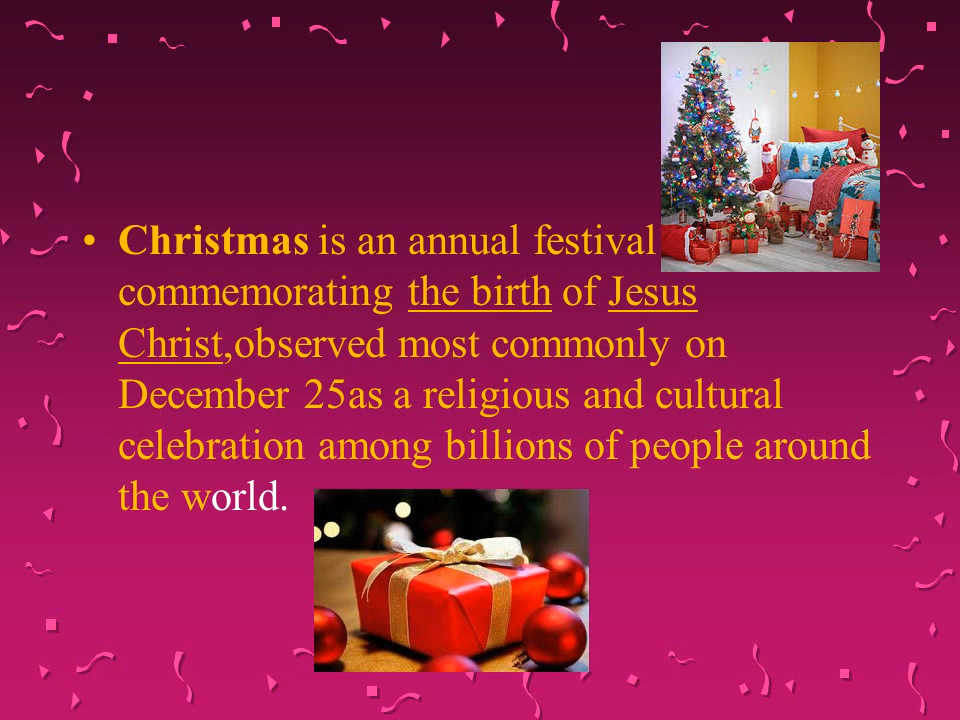 • Christmas is an annual festival
commemorating the birth of Jesus
Christ,observed most commonly on
December 25as a religious and cultural
celebration among billions of people around
the world.